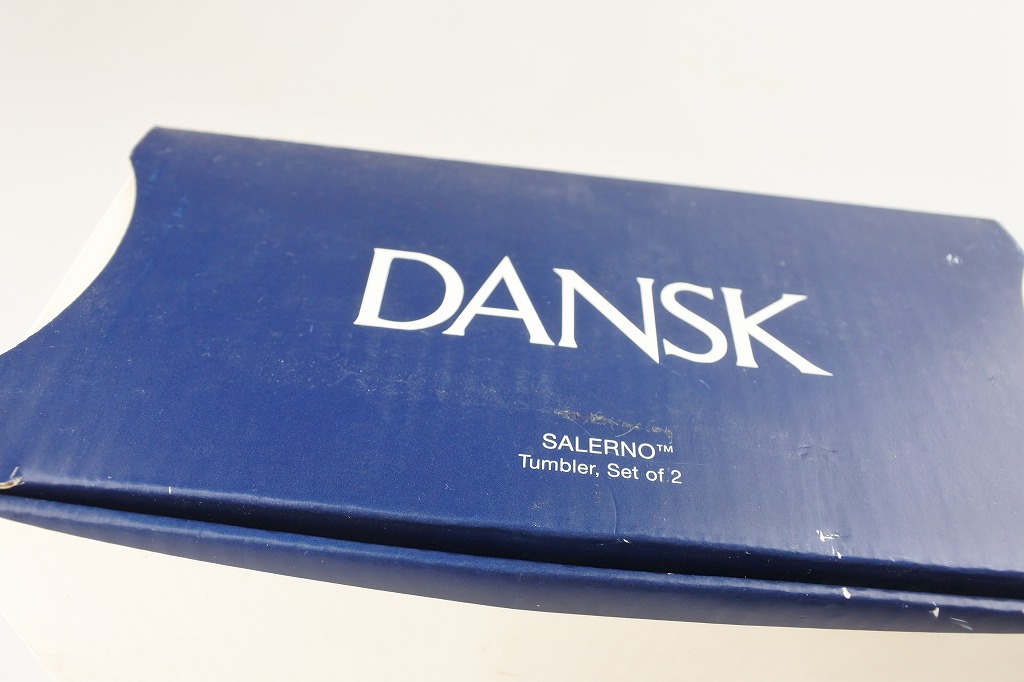 DANSK
SALERNO™
Tumbler, Set of 2